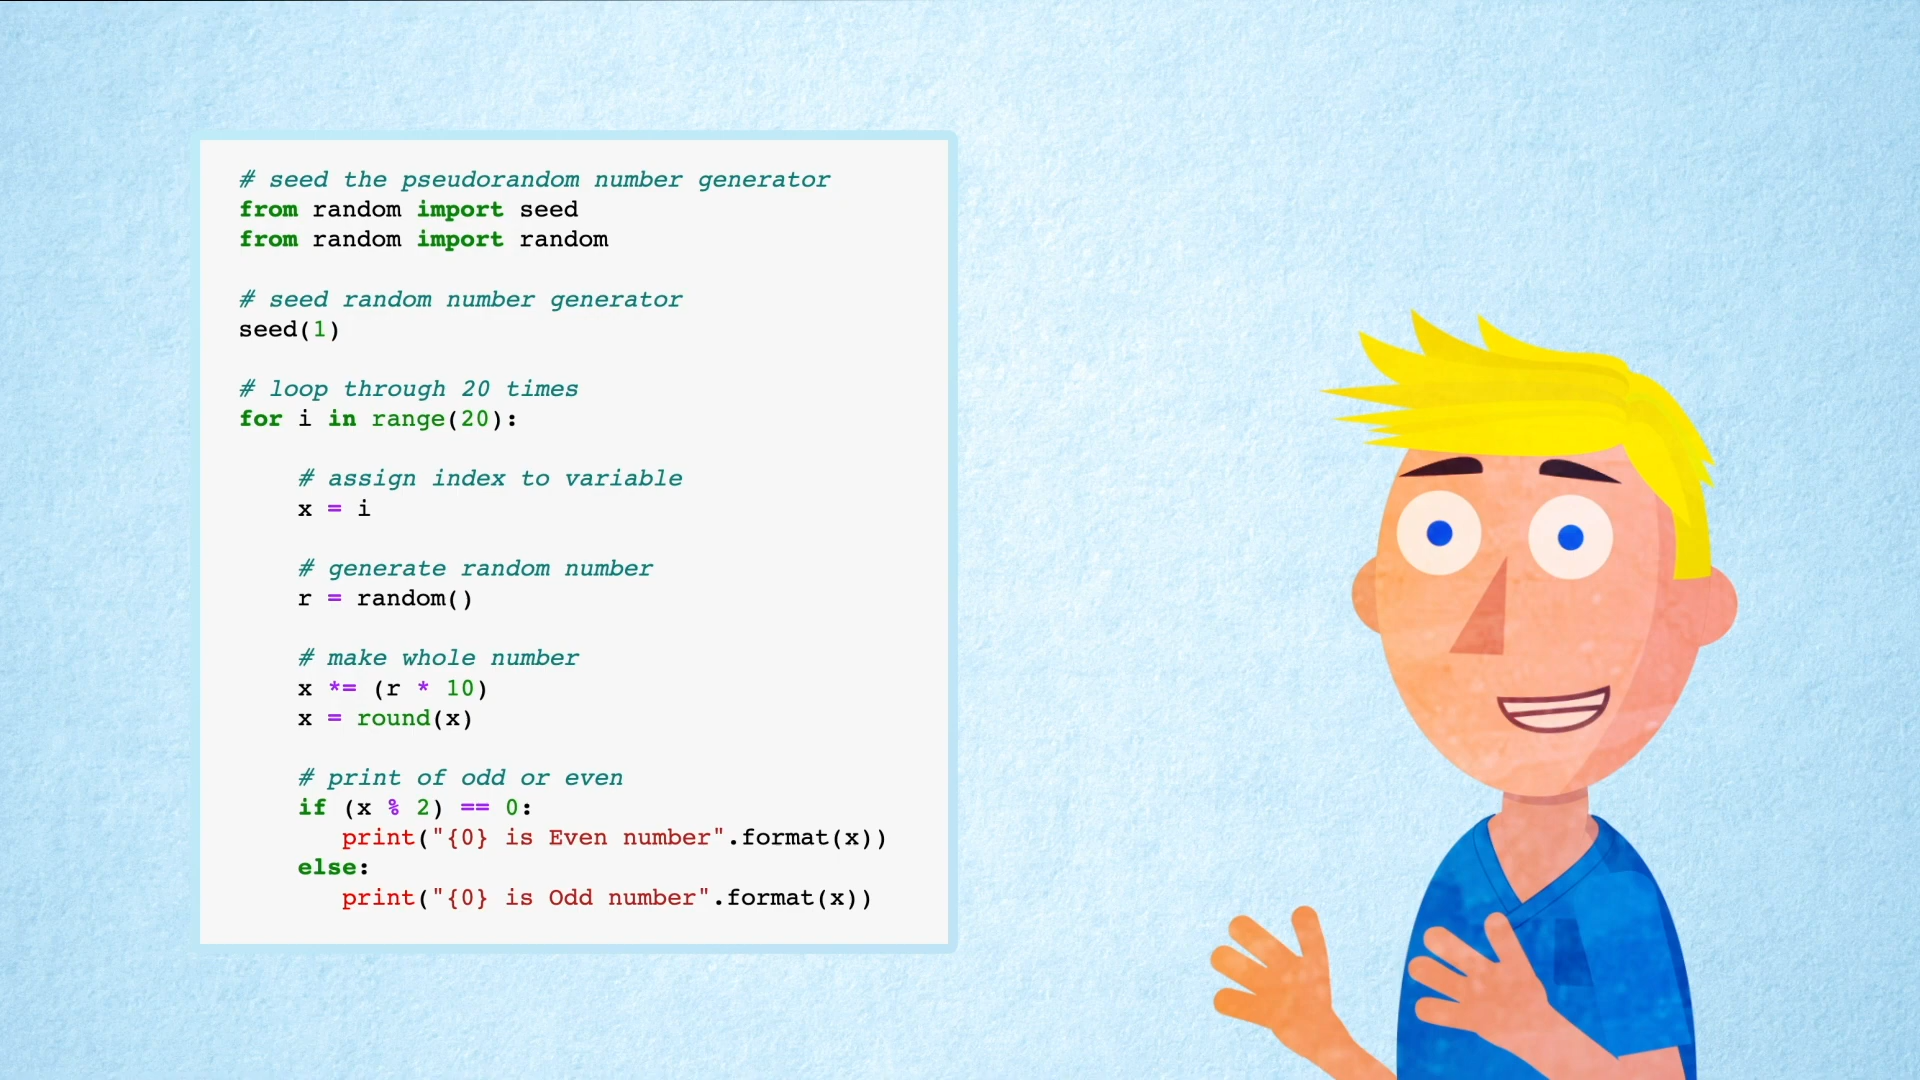 # seed the pseudorandom number generator
from random import seed
from random import random
# seed random number generator
seed(1)
# loop through 20 times
for i in range(20):
# assign index to variable
x = i
# generate random number
r = random()
# make whole number
x *= (r * 10)
x = round(x)
# print of odd or even
if (x % 2) == 0:
print("{0} is Even number".format(x))
else:
print("{0} is Odd number".format(x))